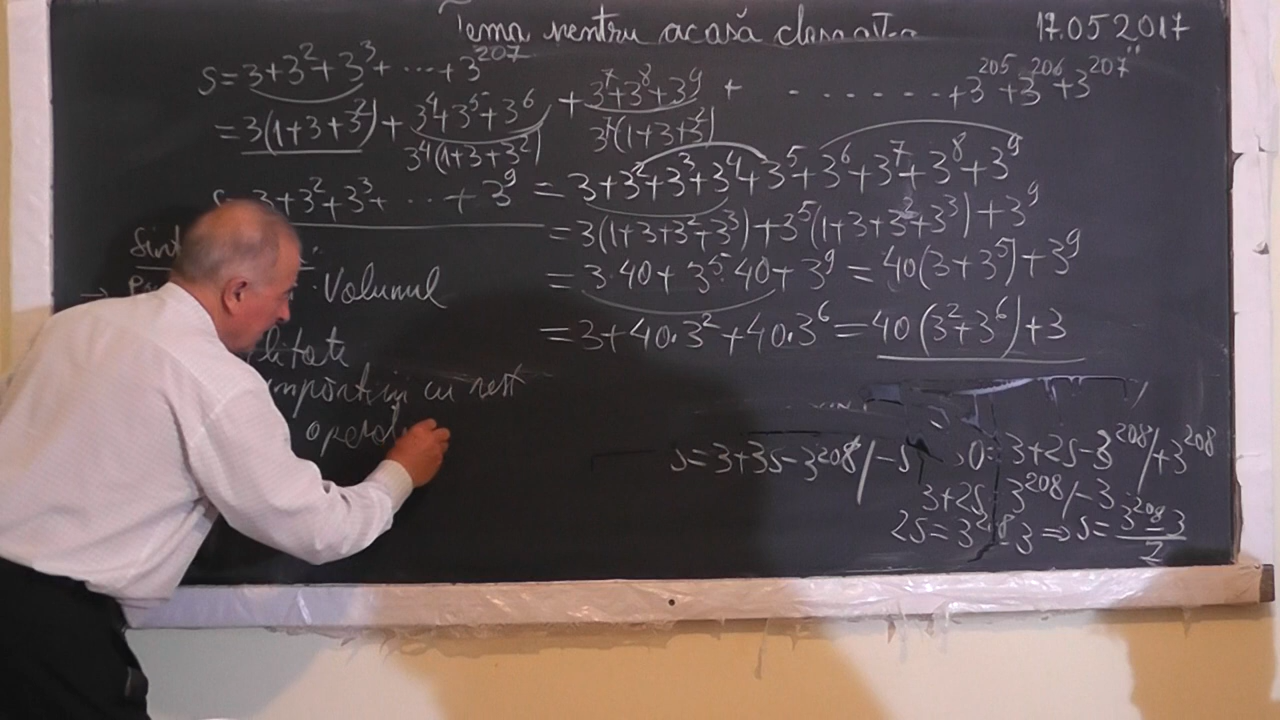 Tema pentru acasă 17.05.2017
S=3+3²+3³+ ··· +3²⁰⁷
=3(1+3+3²)+3⁴+3⁵+3⁶ + 3⁷+3⁸+3⁹ + ······· +3²⁰⁵+3²⁰⁶+3²⁰⁷
3⁴(1+3+3²) 3⁷(1+3+3²)
S=3+3²+3³+ ··· +3⁹ = 3+3²+3³+3⁴+3⁵+3⁶+3⁷+3⁸+3⁹
=3(1+3+3²+3³)+3⁵(1+3+3²+3³)+3⁹
=3·40+3⁵·40+3⁹=40(3+3⁵)+3⁹
=3+40·3²+40·3⁶=40(3²+3⁶)+3
Volumul
cu rest
s=3+3s-3²⁰⁸/-s 0=3+2s-3²⁰⁸/+3²⁰⁸
3+2s 3²⁰⁸/-3
2S=3²⁰⁸-3⇒s=3²⁰⁸-3
2